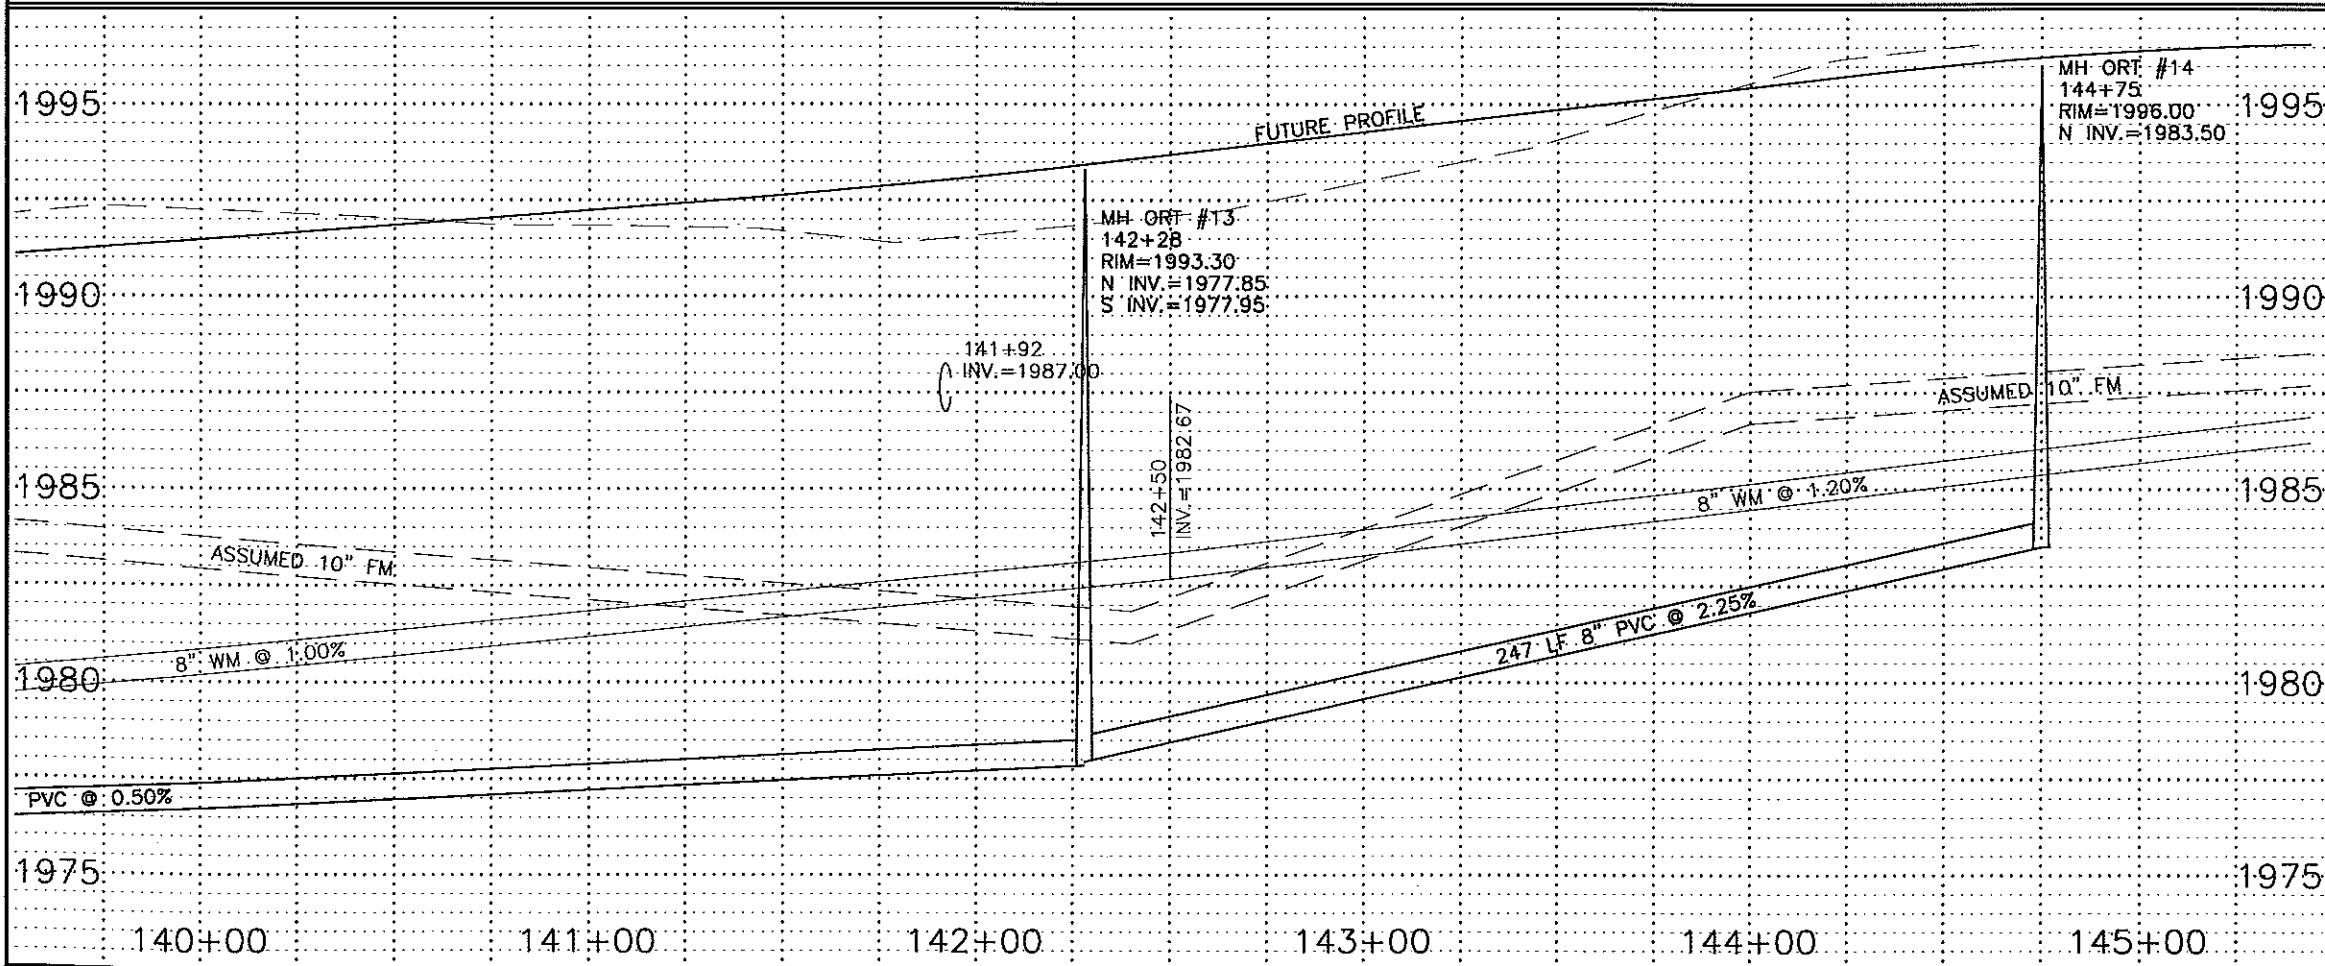 MH ORT #14
144+75
RIM=1996.00
N INV.=1983.50
1995
1995
FUTURE PROFILE
MH ORT #13
142+28
RIM=1993.30
N INV.=1977.85
S INV.=1977.95
1990
1990
141+92
INV.=1987.00
142+50
INV.=1982.67
ASSUMED 10" FM
1985
1985
8" WM @ 1.20%
ASSUMED 10" FM
8" WM @ 1.00%
247 LF 8" PVC @ 2.25%
1980
1980
PVC @ 0.50%
1975
1975
140+00
141+00
142+00
143+00
144+00
145+00